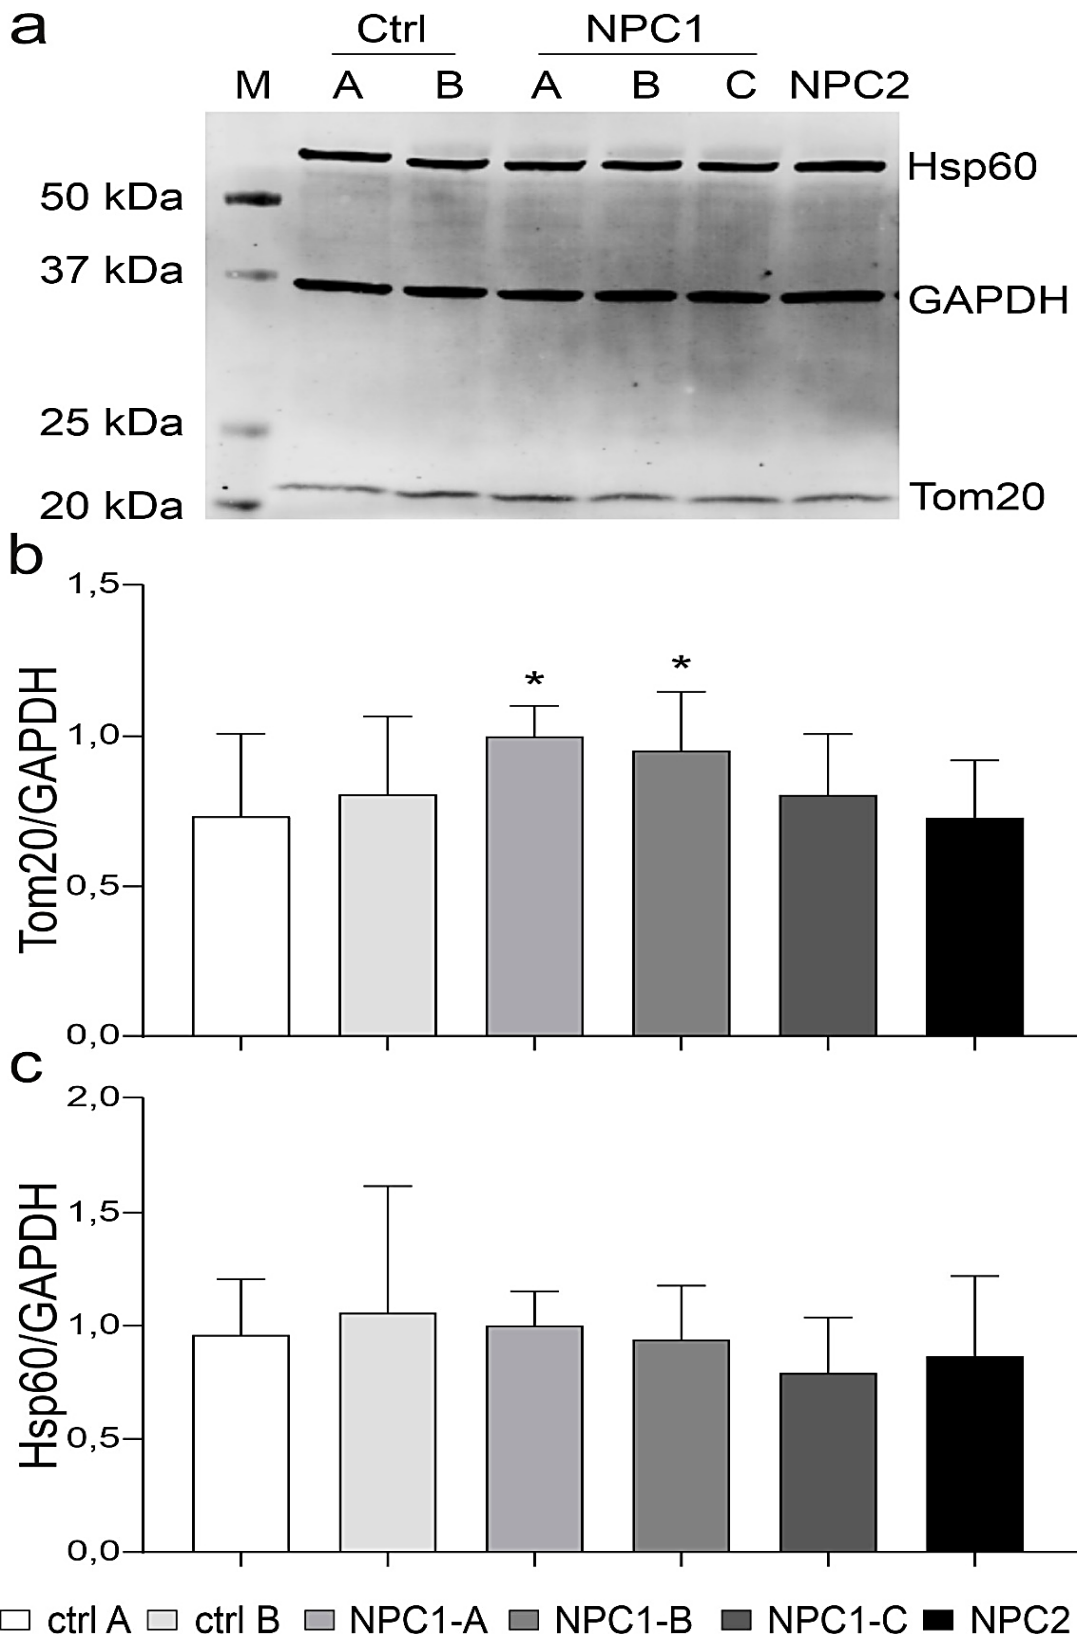 a
Ctrl NPC1
M A B A B C NPC2
Hsp60
50 kDa
37 kDa
GAPDH
25 kDa
20 kDa
Tom20
b
Tom20/GAPDH
1,5
* *
1,0
0,5
0,0
c
Hsp60/GAPDH
2,0
1,5
1,0
0,5
0,0
ctrl A ctrl B NPC1-A NPC1-B NPC1-C NPC2